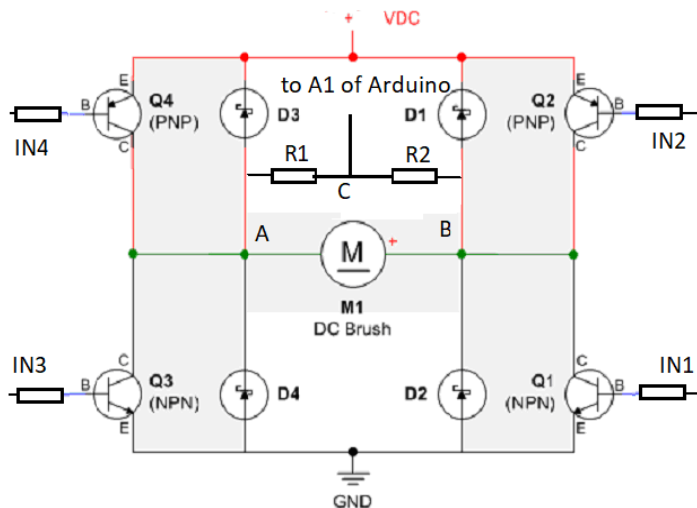 + VDC
to A1 of Arduino
E
B
Q4
(PNP)
C
IN4
D3
D1
E
Q2
(PNP)
B
C
IN2
R1
R2
C
A
B
M
+
M1
DC Brush
IN3
C
B
Q3
(NPN)
E
D4
D2
C
Q1
(NPN)
B
E
IN1
GND